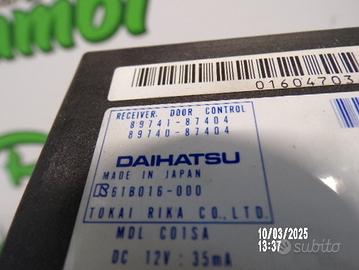 01604703
RECEIVER. DOOR CONTROL
89741-87404
89740-87404
DAIHATSU
MADE IN JAPAN
61B016-000
TOKAI RIKA CO., LTD.
MDL C01SA
DC 12V : 35mA
10/03/2025
13:37
subito